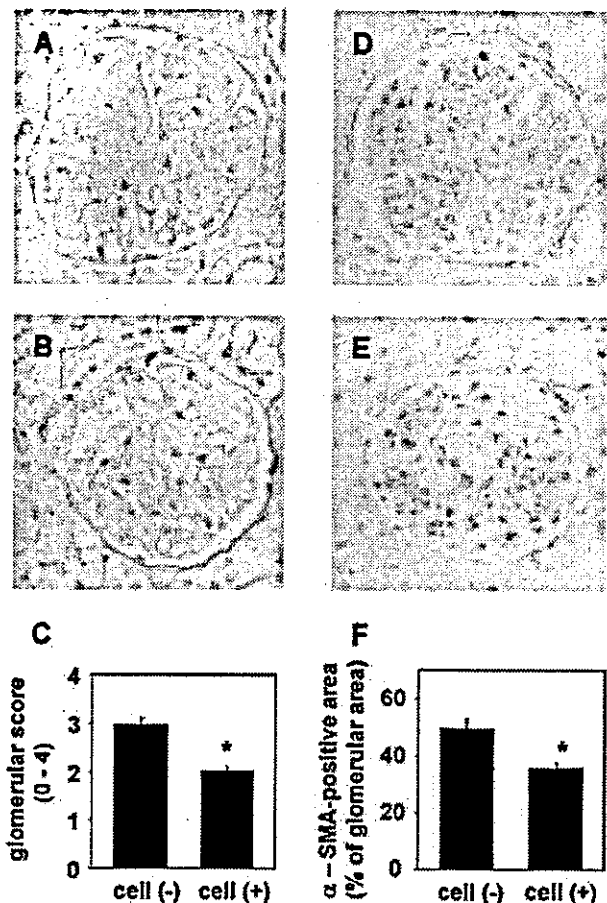 A
D
B
E
C
glomerular score
(0 - 4)
4
3
2
1
0
*
cell (-) cell (+)
F
α – SMA-positive area
(% of glomerular area)
60
40
20
0
*
cell (-) cell (+)